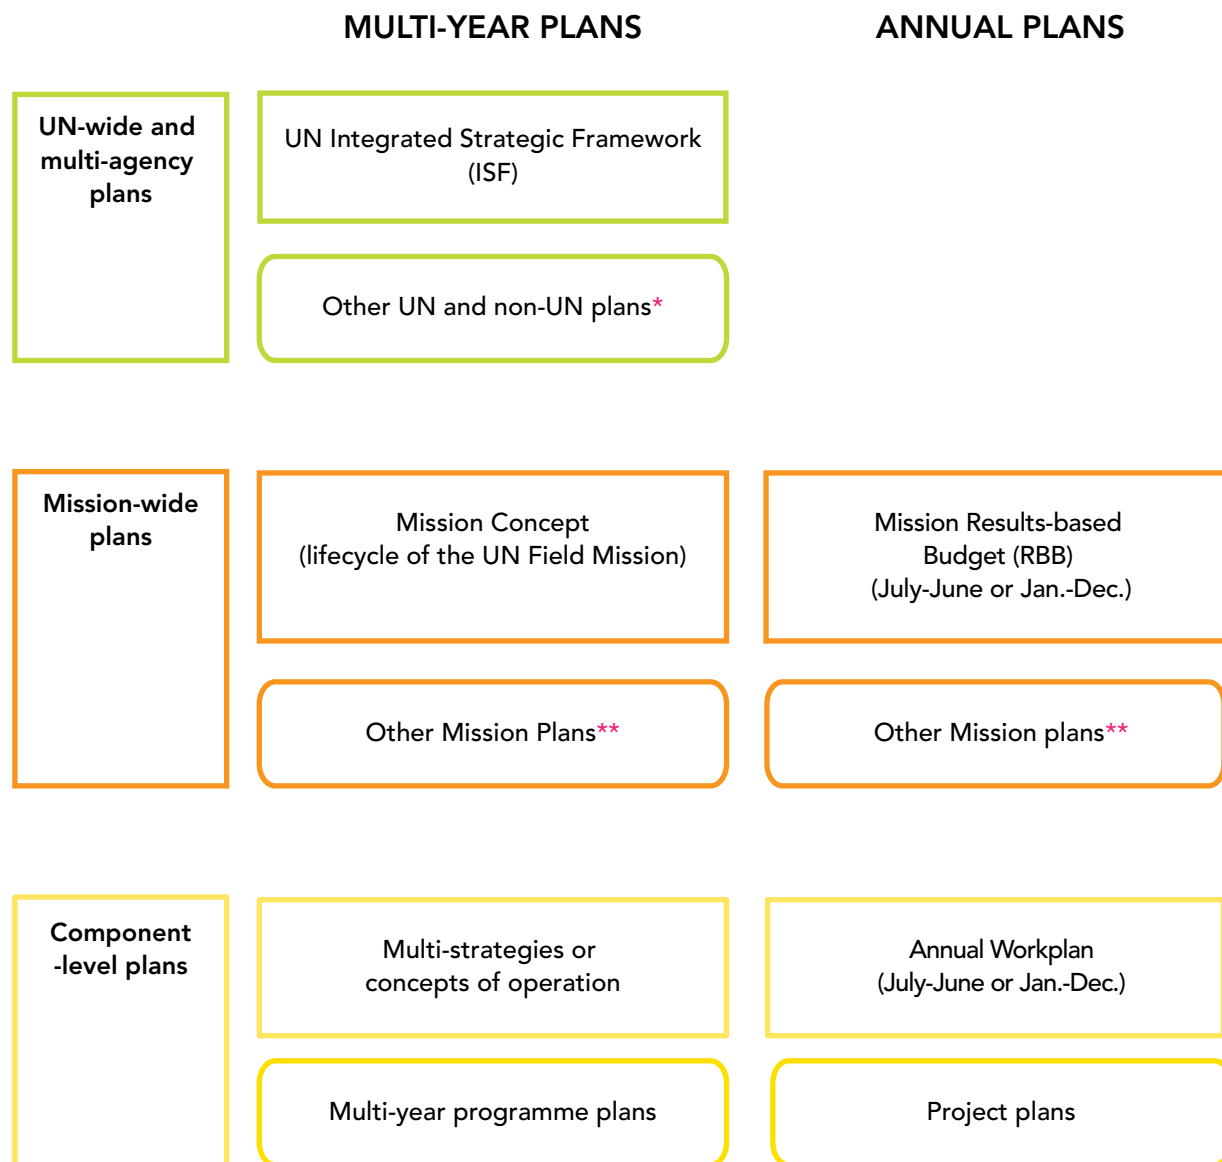 MULTI-YEAR PLANS
ANNUAL PLANS
UN-wide and
multi-agency
plans
UN Integrated Strategic Framework
(ISF)
Other UN and non-UN plans*
Mission-wide
plans
Mission Concept
(lifecycle of the UN Field Mission)
Mission Results-based
Budget (RBB)
(July-June or Jan.-Dec.)
Other Mission Plans**
Other Mission plans**
Component
-level plans
Multi-strategies or
concepts of operation
Annual Workplan
(July-June or Jan.-Dec.)
Multi-year programme plans
Project plans